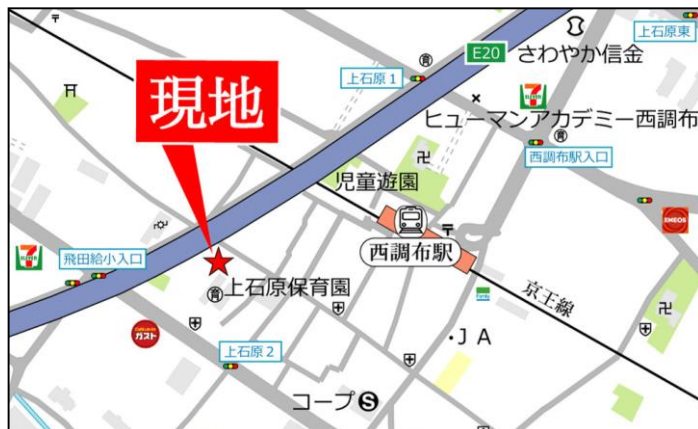 上石原東
E20
さわやか信金
上石原1
現地
ヒューマンアカデミー西調布
西調布駅入口
児童遊園
ENEOS
西調布駅
飛田給小入口
上石原保育園
京王線
ガスト
・JA
上石原2
コープS